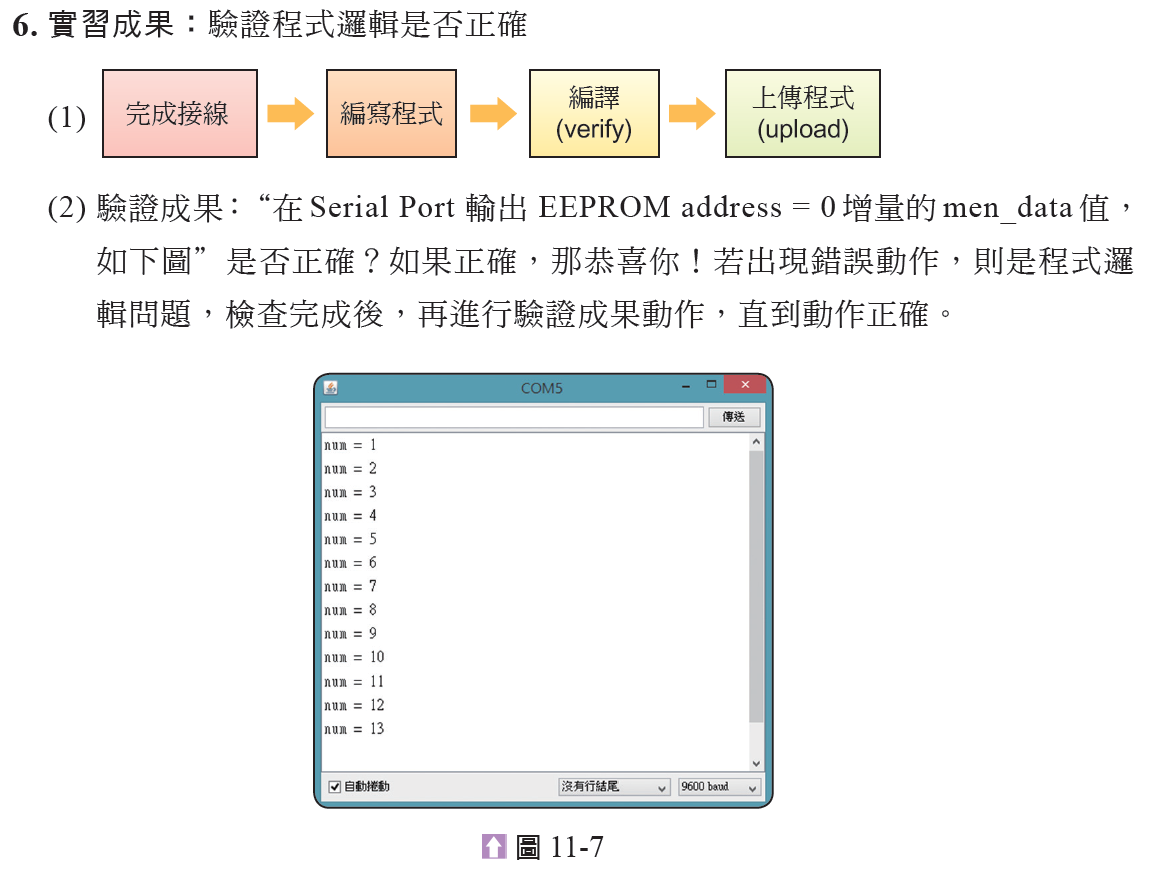 6. 實習成果：驗證程式邏輯是否正確
(1) 完成接線 編寫程式 編譯 (verify) 上傳程式 (upload)
(2) 驗證成果：“在 Serial Port 輸出 EEPROM address = 0 增量的 men_data 值，
如下圖” 是否正確？如果正確，那恭喜你！若出現錯誤動作，則是程式邏
輯問題，檢查完成後，再進行驗證成果動作，直到動作正確。
COM5
傳送
num = 1
num = 2
num = 3
num = 4
num = 5
num = 6
num = 7
num = 8
num = 9
num = 10
num = 11
num = 12
num = 13
自動捲動 沒有行結尾 9600 baud
圖 11-7